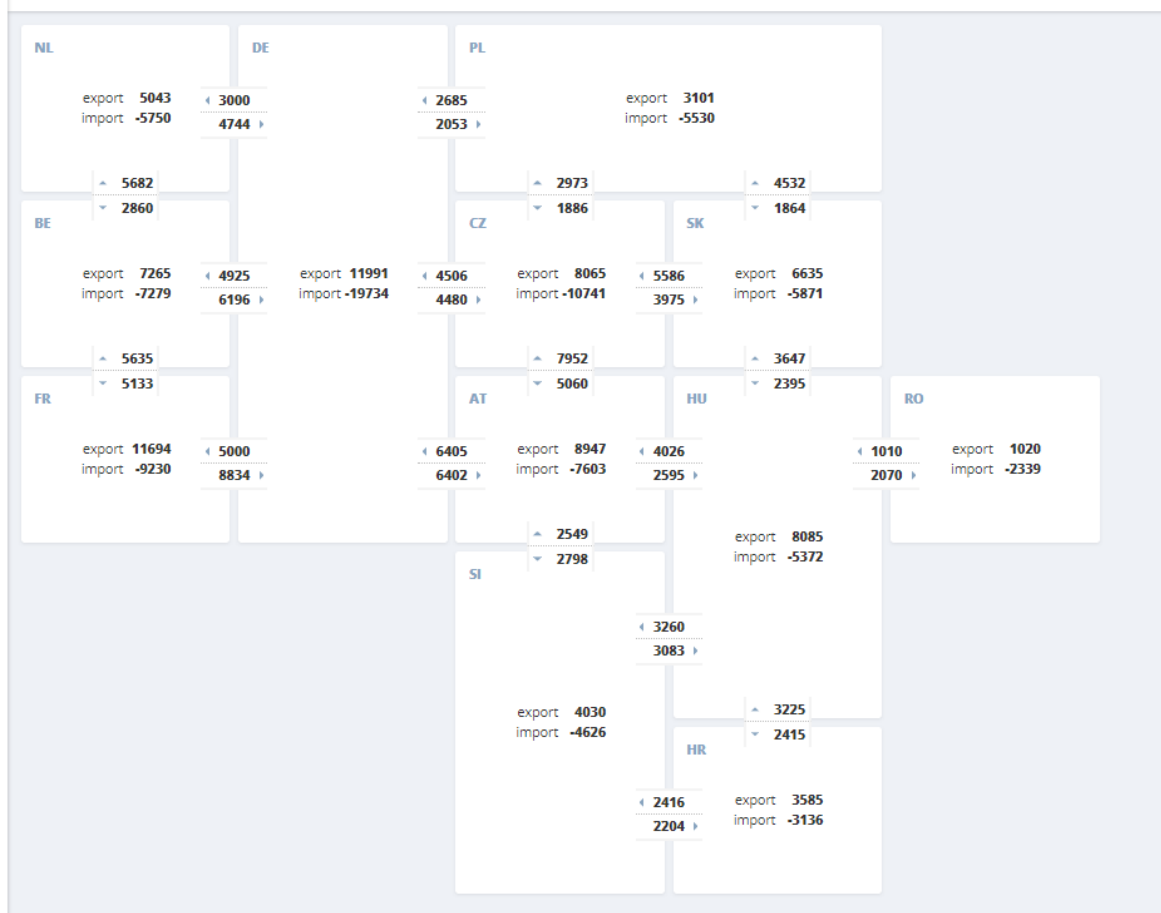 NL DE PL
export 5043 3000 2685 export 3101
import -5750 4744 2053 import -5530
5682 2973 4532
2860 1886 1864
BE CZ SK
export 7265 4925 export 11991 4506 export 8065 5586 export 6635
import -7279 6196 import -19734 4480 import -10741 3975 import -5871
5635 7952 3647
5133 5060 2395
FR AT HU RO
export 11694 5000 6405 export 8947 4026 1010 export 1020
import -9230 8834 6402 import -7603 2595 2070 import -2339
2549
export 8085
2798 import -5372
SI
3260
3083
export 4030 3225
import -4626 2415
HR
2416 export 3585
2204 import -3136